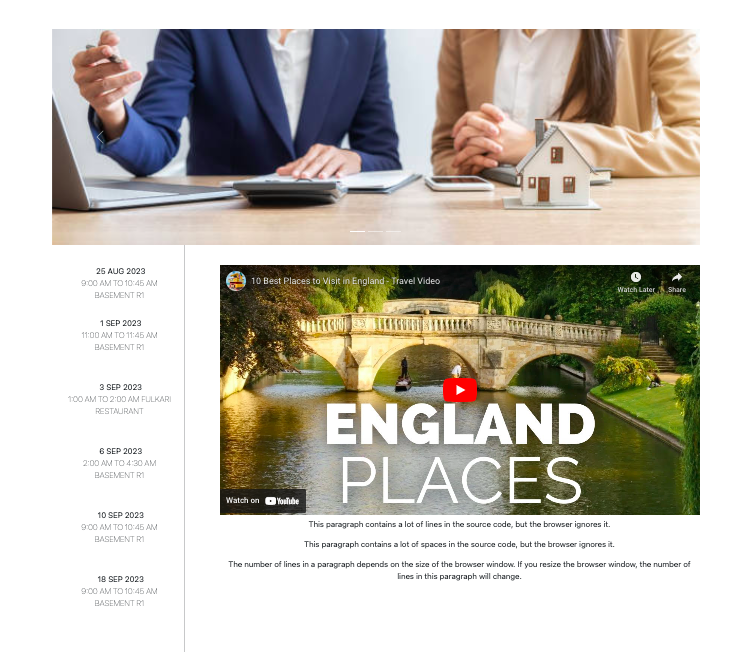 25 AUG 2023
9:00 AM TO 10:45 AM
BASEMENT R1
1 SEP 2023
11:00 AM TO 11:45 AM
BASEMENT R1
3 SEP 2023
1:00 AM TO 2:00 AM FULKARI
RESTAURANT
6 SEP 2023
2:00 AM TO 4:30 AM
BASEMENT R1
10 SEP 2023
9:00 AM TO 10:45 AM
BASEMENT R1
18 SEP 2023
9:00 AM TO 10:45 AM
BASEMENT R1
10 Best Places to Visit in England - Travel Video
Watch Later
Share
ENGLAND
PLACES
Watch on YouTube
This paragraph contains a lot of lines in the source code, but the browser ignores it.
This paragraph contains a lot of spaces in the source code, but the browser ignores it.
The number of lines in a paragraph depends on the size of the browser window. If you resize the browser window, the number of
lines in this paragraph will change.